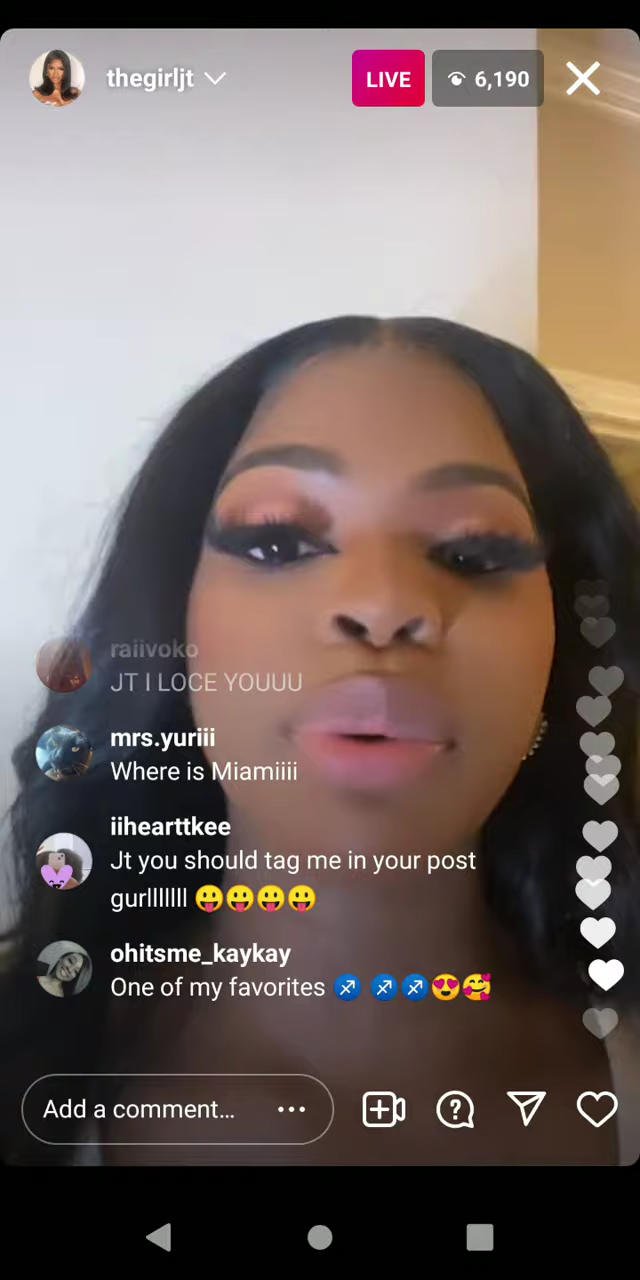 thegirljt
LIVE
6,190
raiivoko
JT I LOCE YOUUU
mrs.yuriii
Where is Miamiiii
iihearttkee
Jt you should tag me in your post
gurlllllll 😛😛😛😛
ohitsme_kaykay
One of my favorites ♐ ♐♐😍🥰
Add a comment...